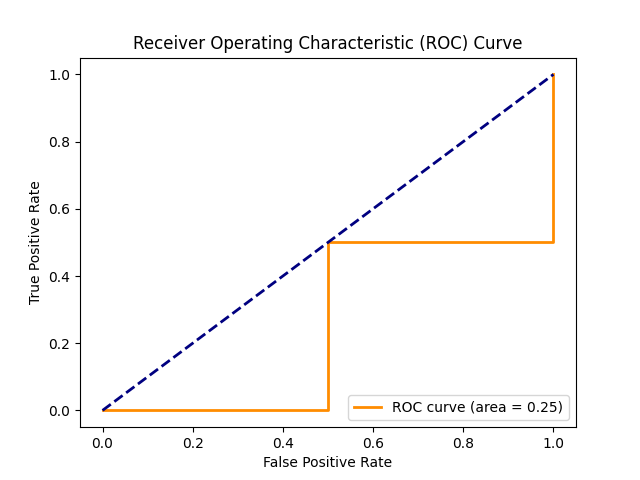 Receiver Operating Characteristic (ROC) Curve
1.0
0.8
0.6
0.4
0.2
0.0
True Positive Rate
ROC curve (area = 0.25)
0.0 0.2 0.4 0.6 0.8 1.0
False Positive Rate